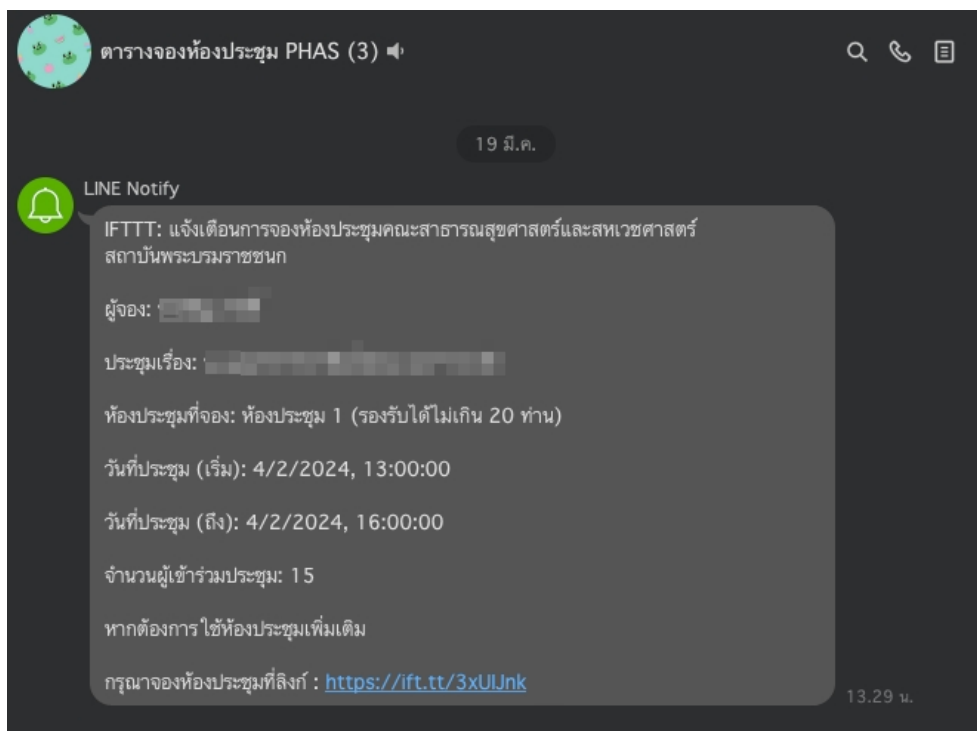 ตารางจองห้องประชุม PHAS (3)
19 มี.ค.
LINE Notify
IFTTT: แจ้งเตือนการจองห้องประชุมคณะสาธารณสุขศาสตร์และสหเวชศาสตร์
สถาบันพระบรมราชชนก
ผู้จอง:
ประชุมเรื่อง:
ห้องประชุมที่จอง: ห้องประชุม 1 (รองรับได้ไม่เกิน 20 ท่าน)
วันที่ประชุม (เริ่ม): 4/2/2024, 13:00:00
วันที่ประชุม (ถึง): 4/2/2024, 16:00:00
จำนวนผู้เข้าร่วมประชุม: 15
หากต้องการใช้ห้องประชุมเพิ่มเติม
กรุณาจองห้องประชุมที่ลิงก์ : https://ift.tt/3xUIJnk
13.29 น.